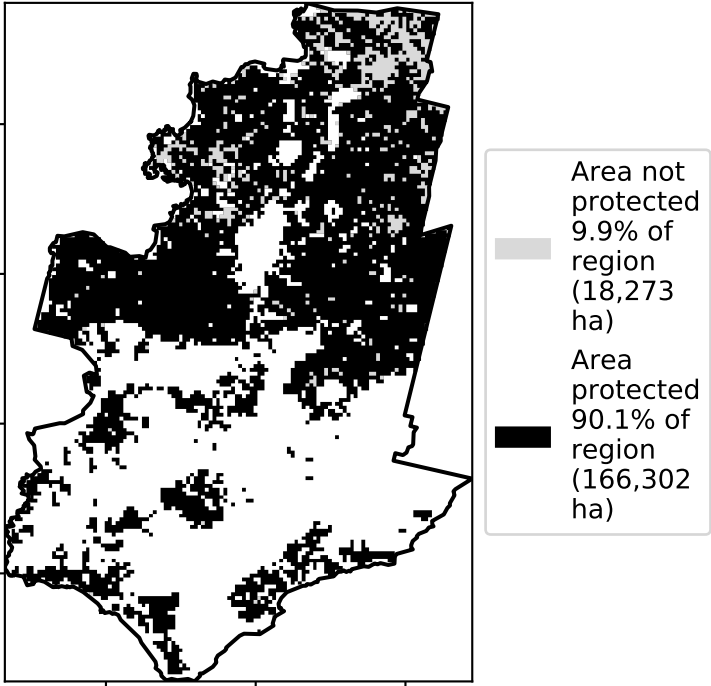 Area not
protected
9.9% of
region
(18,273
ha)
Area
protected
90.1% of
region
(166,302
ha)